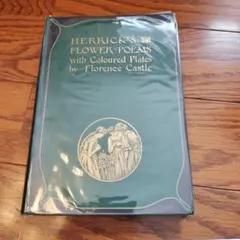 HERRICK'S
FLOWER·POEMS
with Coloured Plates
by Florence Castle